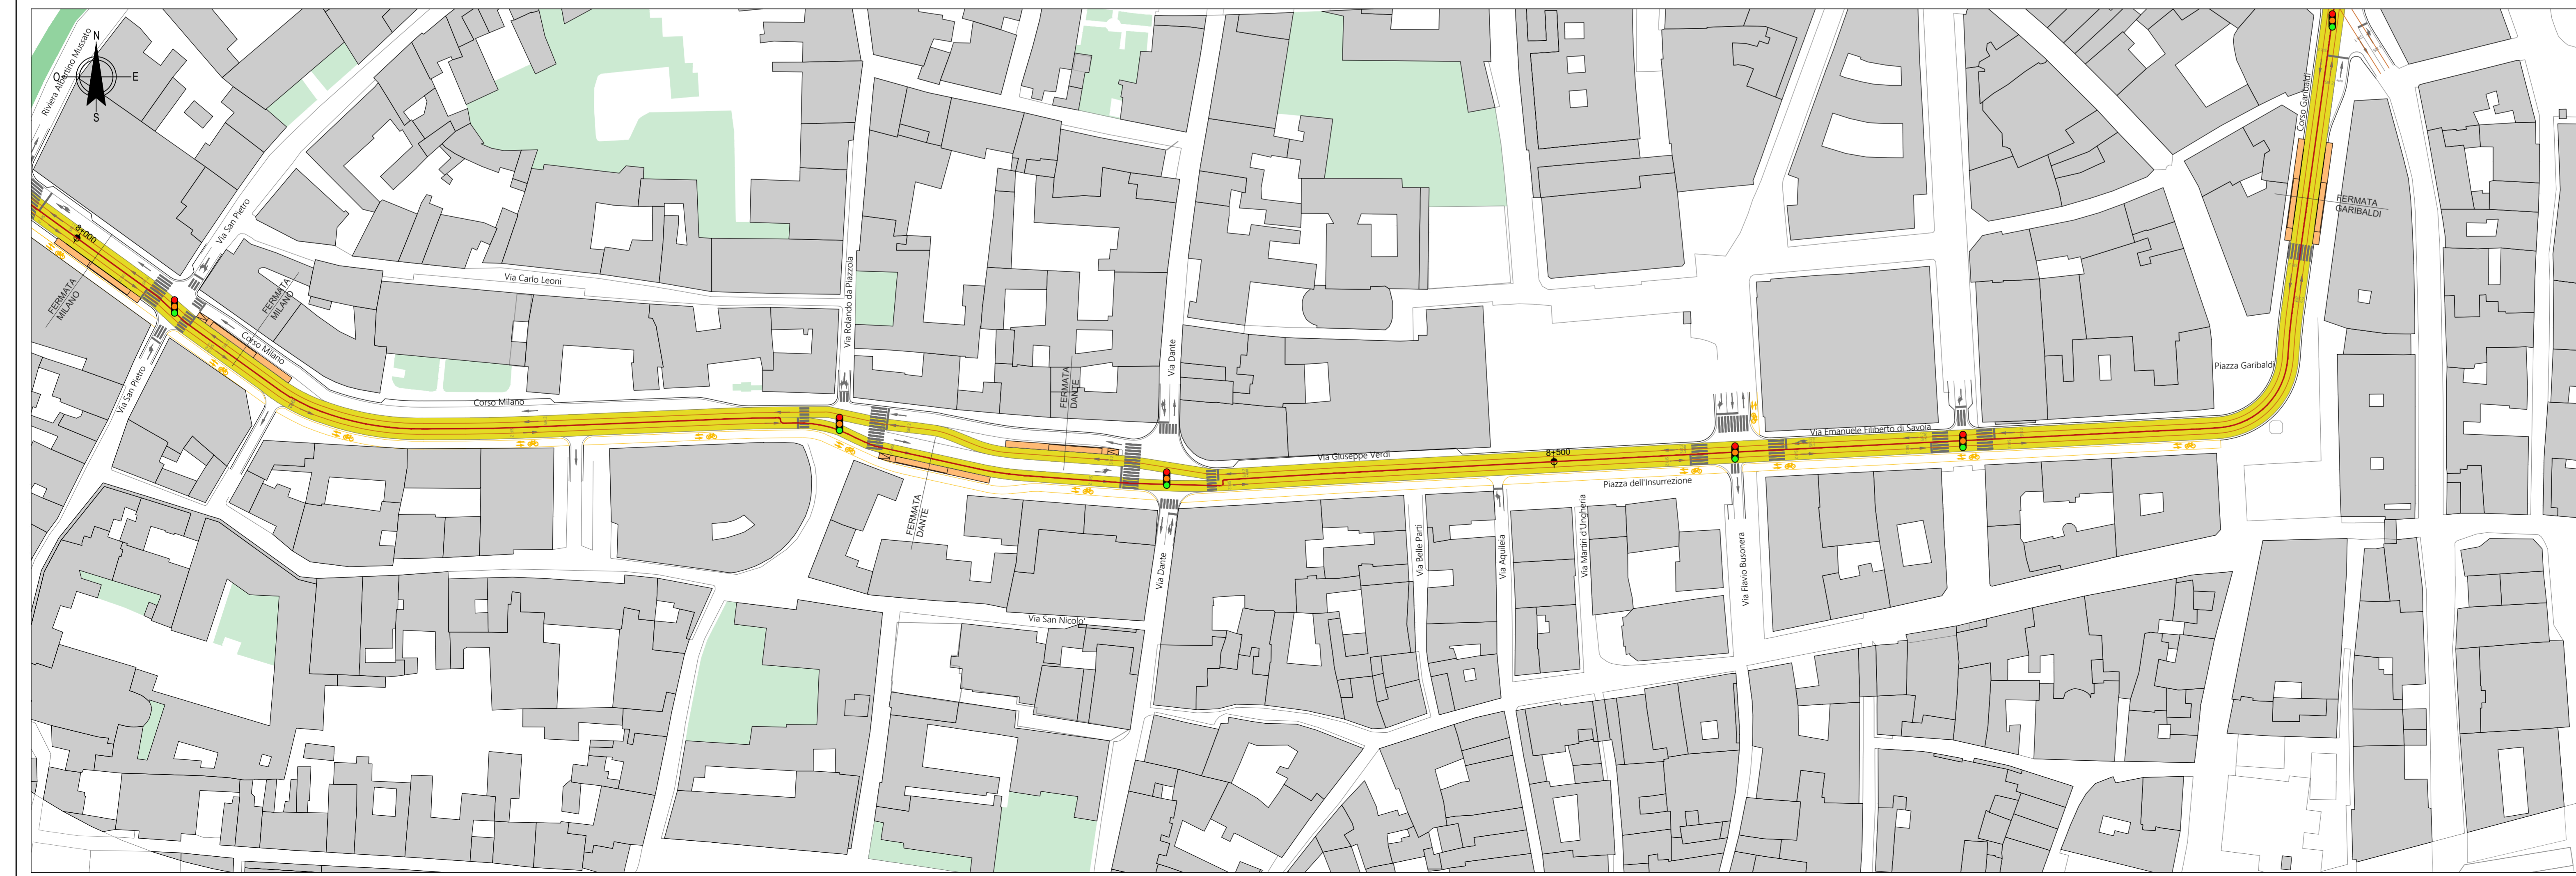 N
O
E
S
Riviera Albertino Mussato
Via San Pietro
8+000
FERMATA
MILANO
FERMATA
MILANO
Corso Milano
Via San Pietro
Via Carlo Leoni
Corso Milano
Via Rolando da Piazzola
FERMATA
DANTE
FERMATA
DANTE
Via Dante
Via Dante
Via San Nicolo'
Via Giuseppe Verdi
8+500
Piazza dell'Insurrezione
Via Belle Parti
Via Aquileia
Via Martiri d'Ungheria
Via Flavio Busonera
Via Emanuele Filiberto di Savoia
Piazza Garibaldi
Corso Garibaldi
FERMATA
GARIBALDI